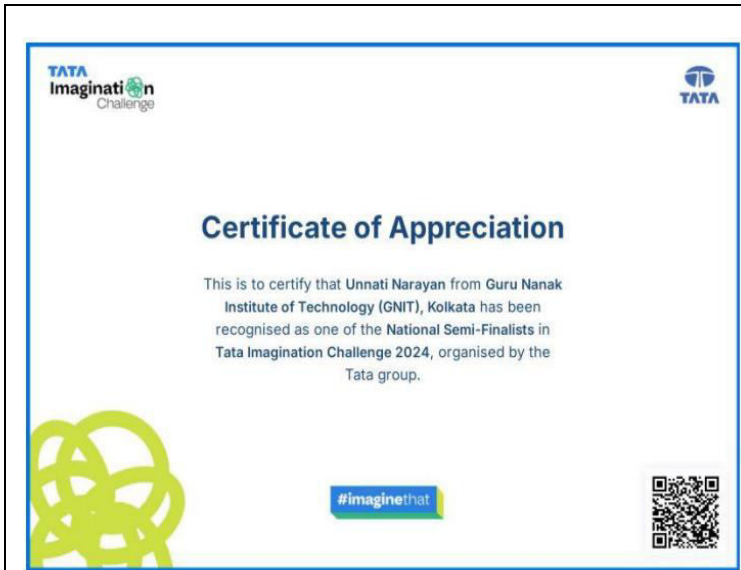 TATA
Imagination
Challenge
TATA
Certificate of Appreciation
This is to certify that Unnati Narayan from Guru Nanak
Institute of Technology (GNIT), Kolkata has been
recognised as one of the National Semi-Finalists in
Tata Imagination Challenge 2024, organised by the
Tata group.
#imaginethat